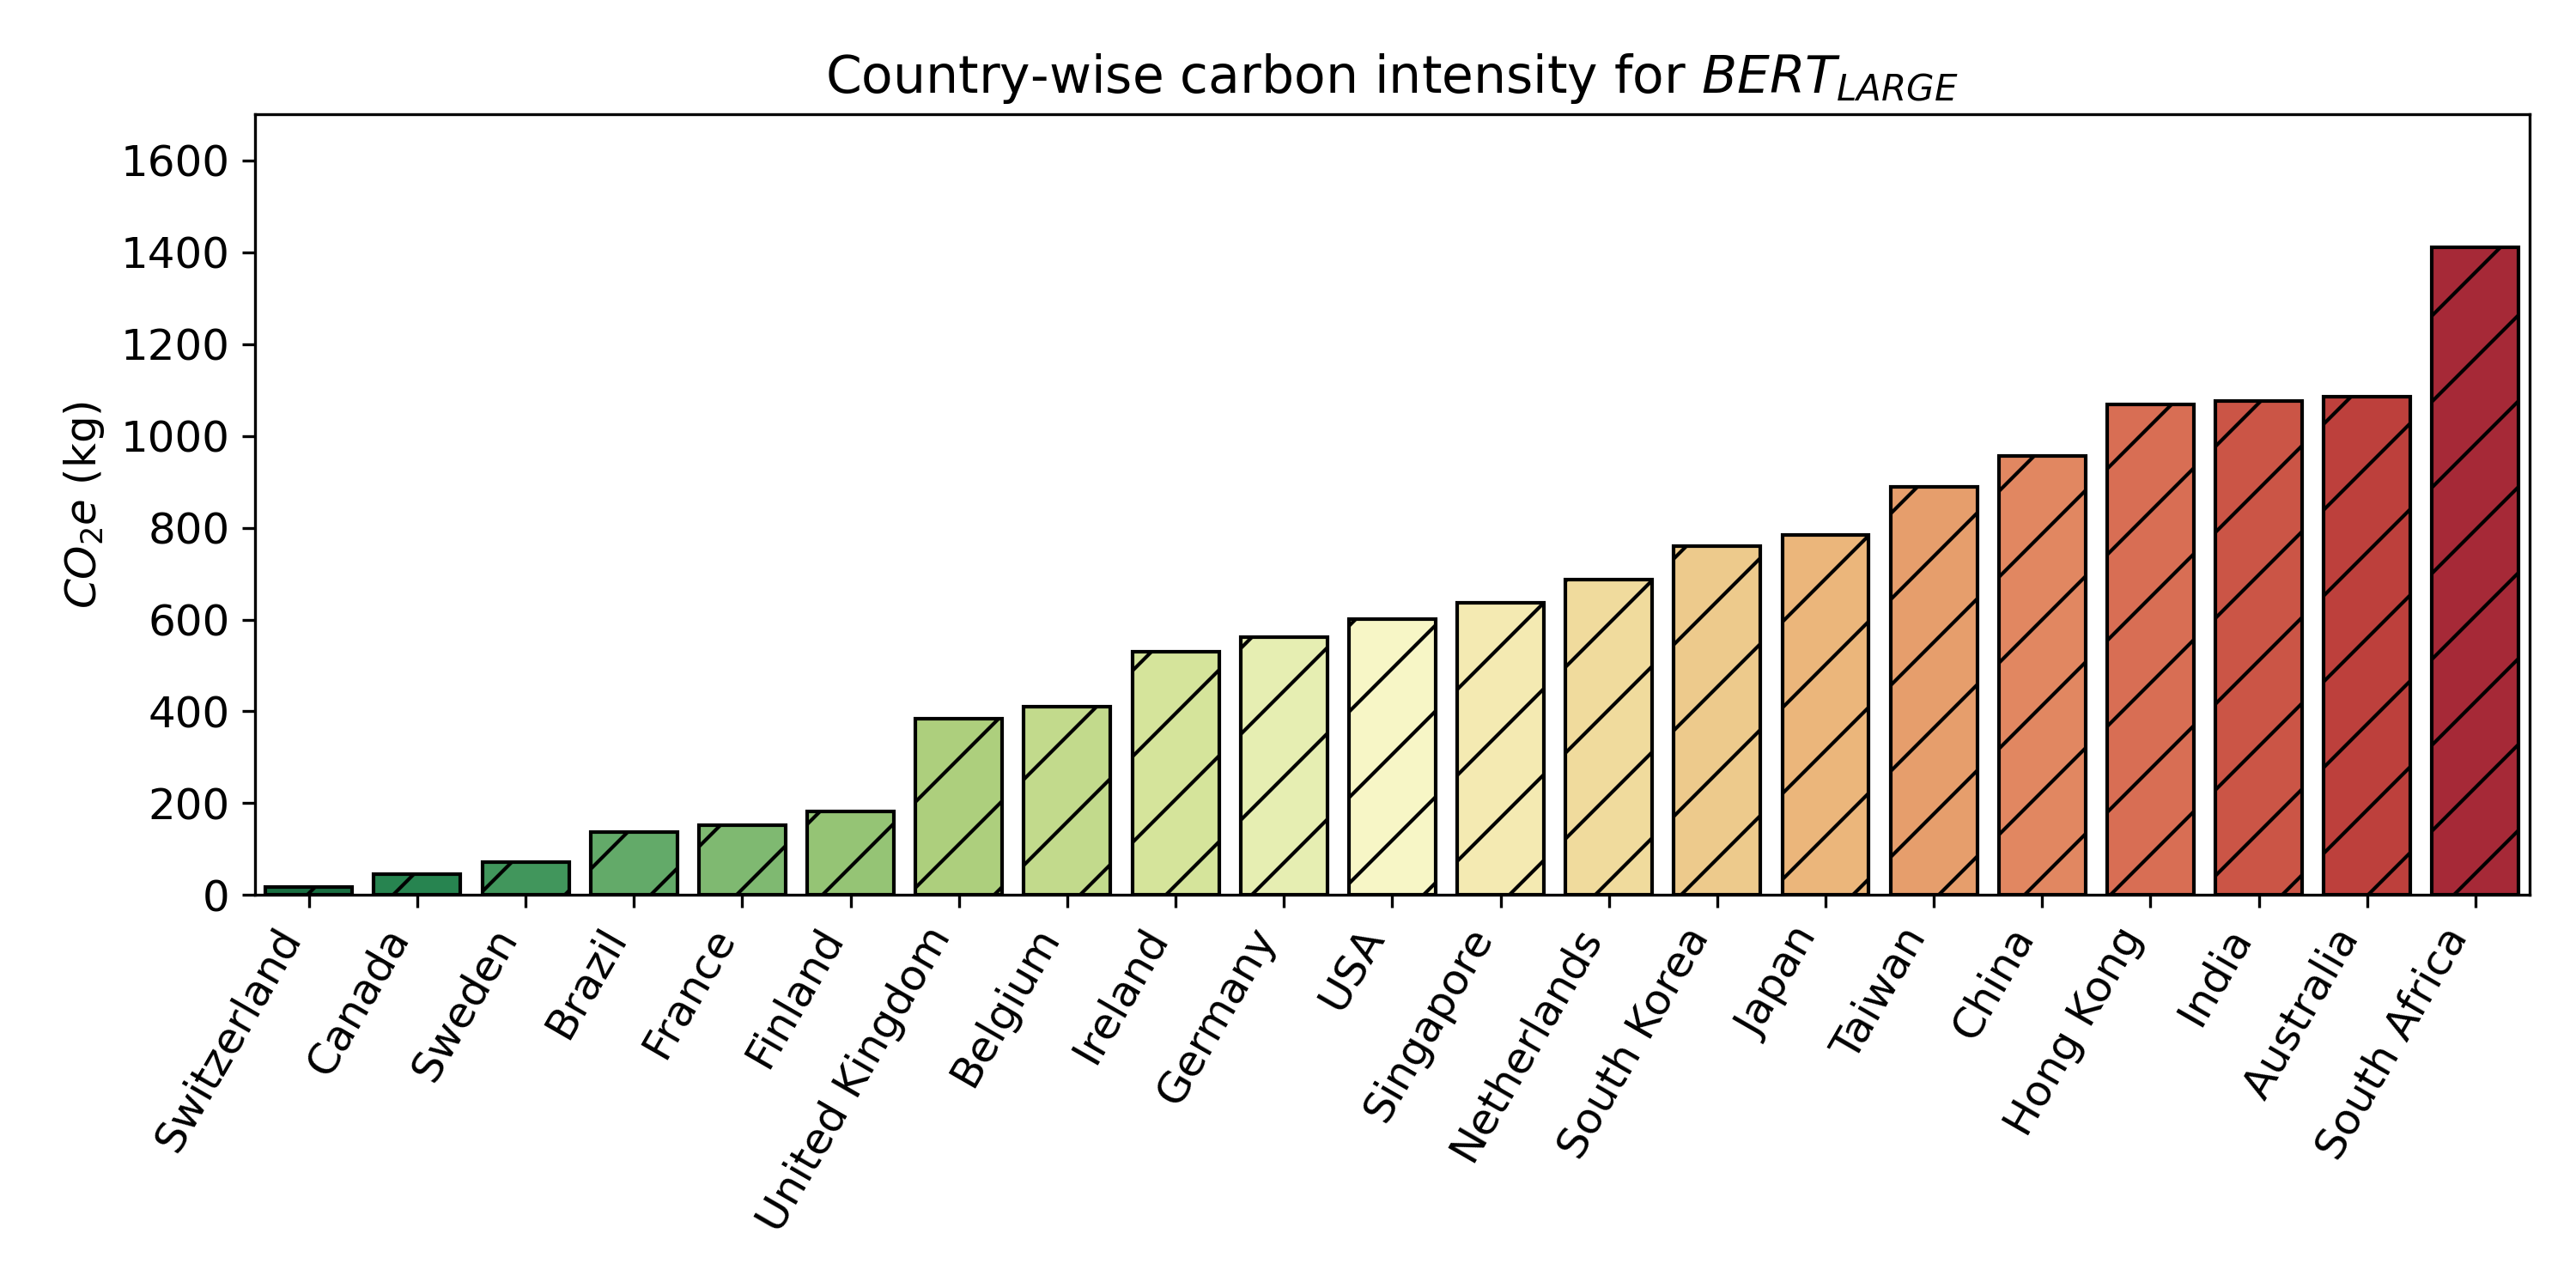 Country-wise carbon intensity for BERT_LARGE
CO₂e (kg)
1600
1400
1200
1000
800
600
400
200
0
Switzerland
Canada
Sweden
Brazil
France
Finland
United Kingdom
Belgium
Ireland
Germany
USA
Singapore
Netherlands
South Korea
Japan
Taiwan
China
Hong Kong
India
Australia
South Africa